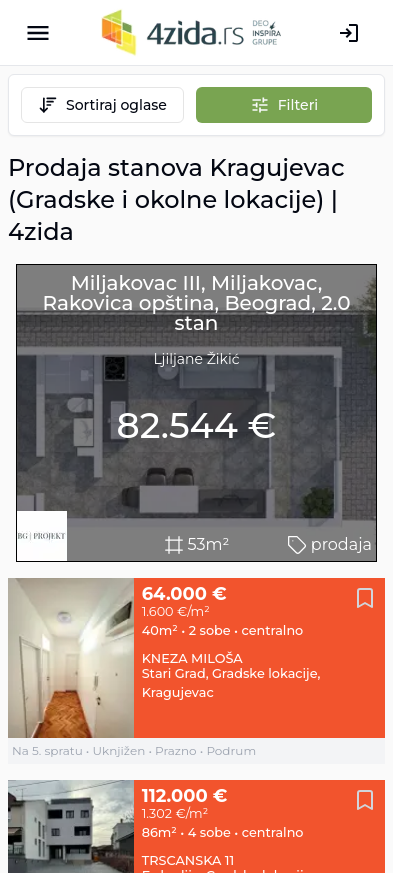 4zida.rs
DEO
INSPIRA
GRUPE
Sortiraj oglase
Filteri
Prodaja stanova Kragujevac
(Gradske i okolne lokacije) |
4zida
Miljakovac III, Miljakovac,
Rakovica opština, Beograd, 2.0
stan
Ljiljane Žikić
82.544 €
BG | PROJEKT
53m²
prodaja
64.000 €
1.600 €/m²
40m² • 2 sobe • centralno
KNEZA MILOŠA
Stari Grad, Gradske lokacije,
Kragujevac
Na 5. spratu • Uknjižen • Prazno • Podrum
112.000 €
1.302 €/m²
86m² • 4 sobe • centralno
TRSCANSKA 11